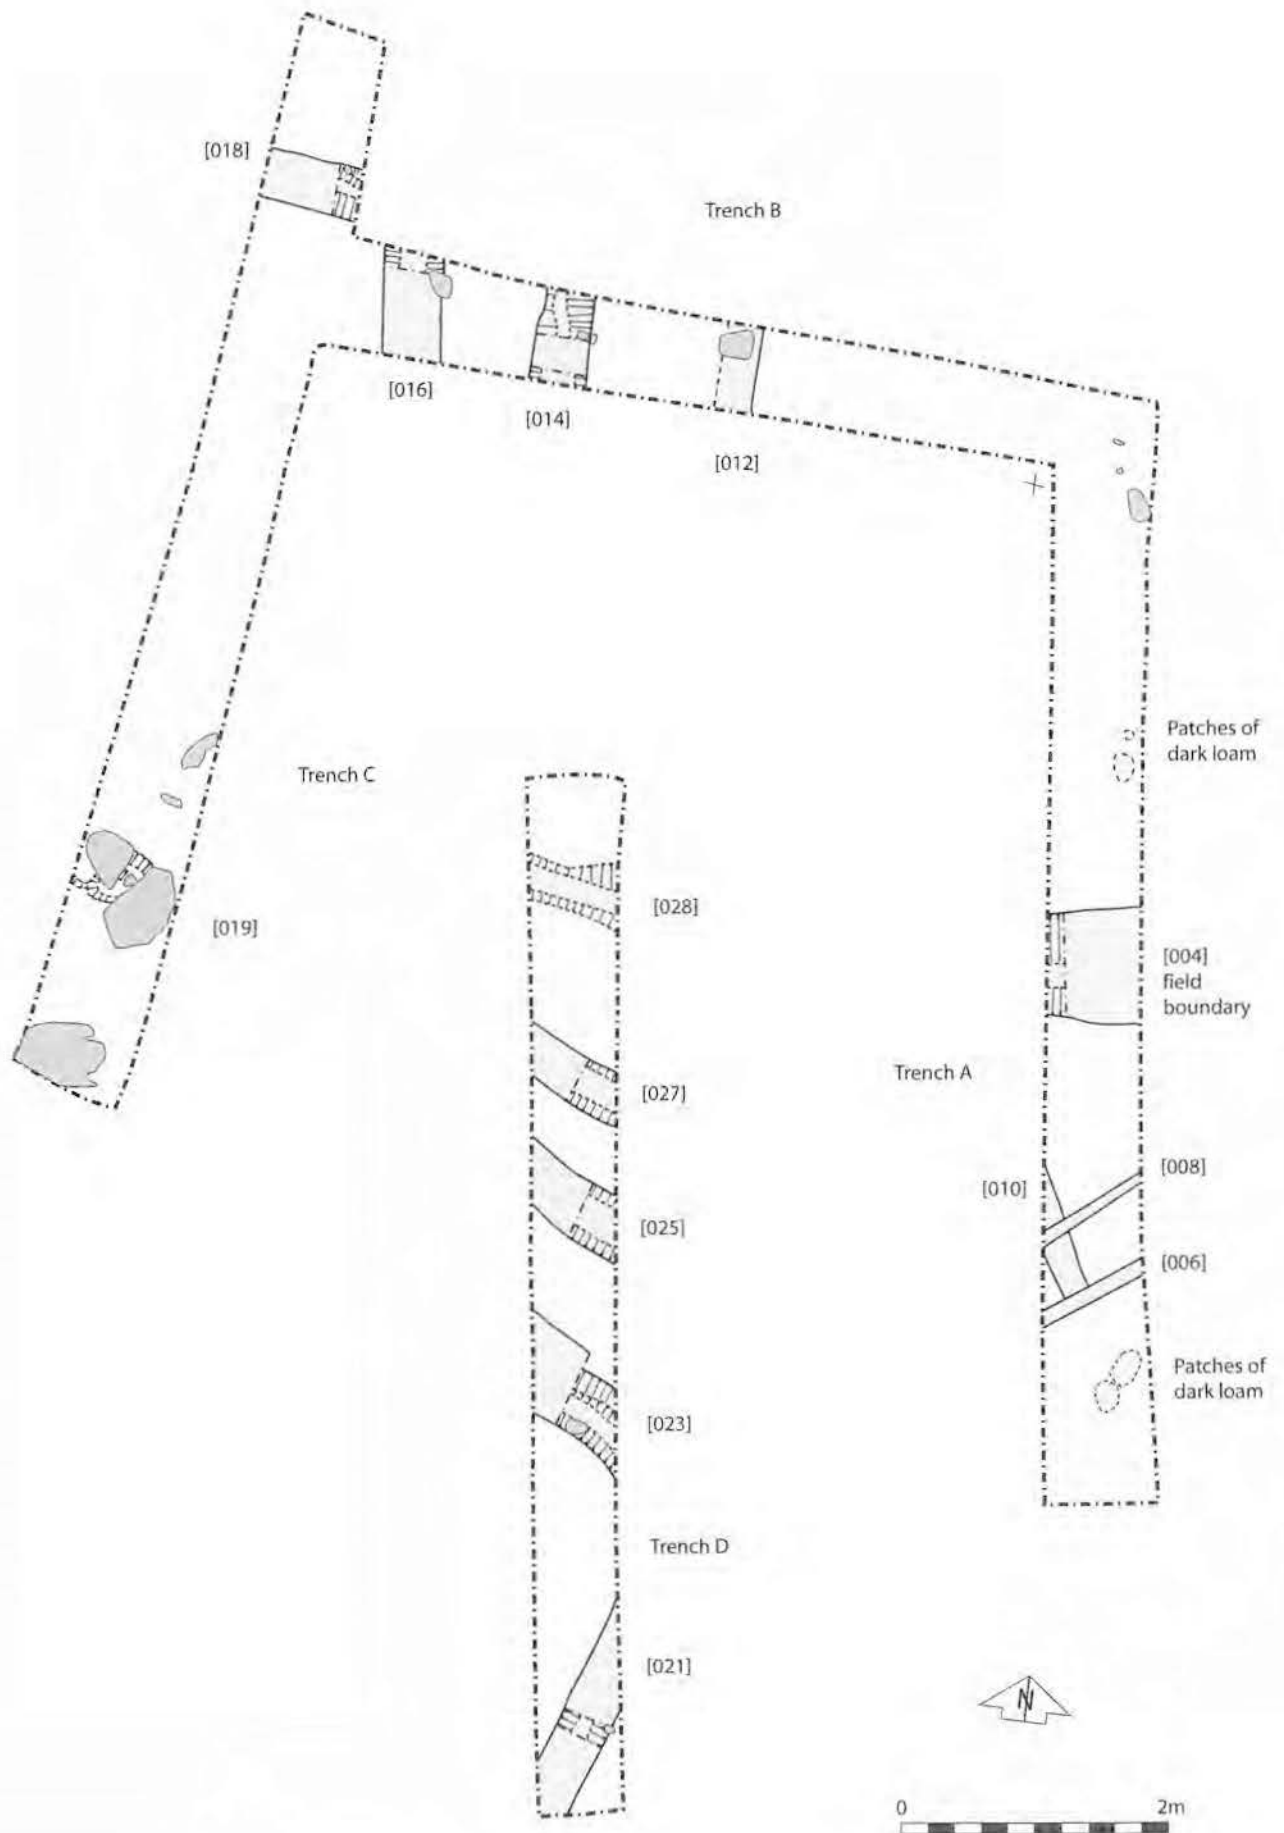 [018]
Trench B
[016]
[014]
[012]
Patches of
dark loam
Trench C
[028]
[019]
[004]
field
boundary
Trench A
[027]
[008]
[010]
[025]
[006]
Patches of
dark loam
[023]
Trench D
[021]
N
0 2m